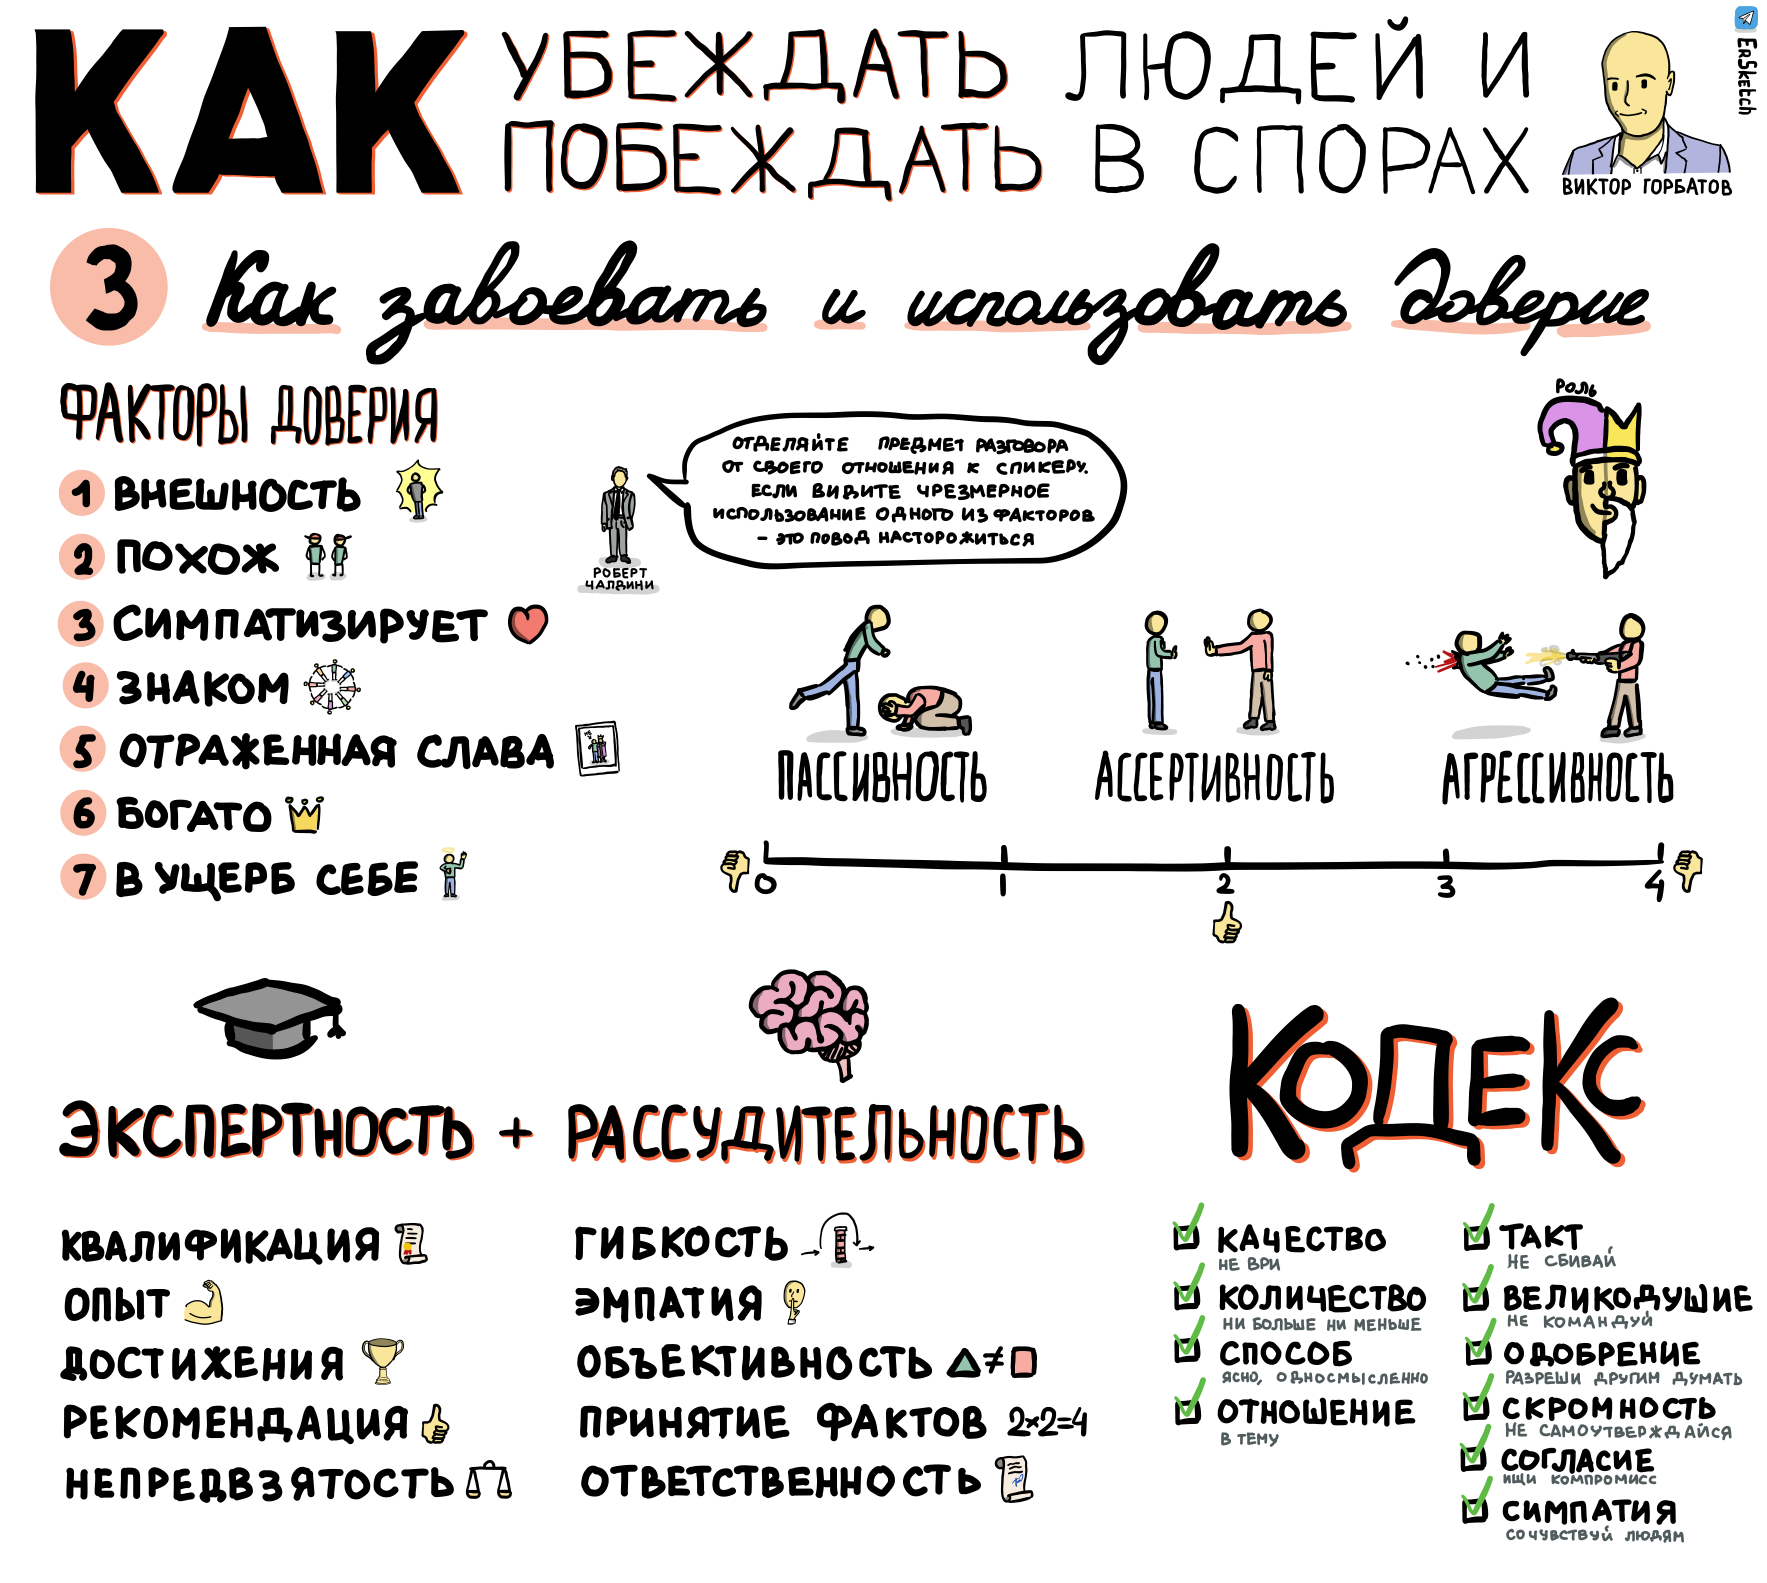 КАК
УБЕЖДАТЬ ЛЮДЕЙ И
ПОБЕЖДАТЬ В СПОРАХ
ВИКТОР ГОРБАТОВ
ERSKETCH
3 Как завоевать и использовать доверие
ФАКТОРЫ ДОВЕРИЯ
1 ВНЕШНОСТЬ
2 ПОХОЖ
3 СИМПАТИЗИРУЕТ
4 ЗНАКОМ
5 ОТРАЖЕННАЯ СЛАВА
6 БОГАТО
7 В УЩЕРБ СЕБЕ
РОБЕРТ
ЧАЛДИНИ
ОТДЕЛЯЙТЕ ПРЕДМЕТ РАЗГОВОРА
ОТ СВОЕГО ОТНОШЕНИЯ К СПИКЕРУ.
ЕСЛИ ВИДИТЕ ЧРЕЗМЕРНОЕ
ИСПОЛЬЗОВАНИЕ ОДНОГО ИЗ ФАКТОРОВ
– ЭТО ПОВОД НАСТОРОЖИТЬСЯ
РОЛЬ
ПАССИВНОСТЬ
АССЕРТИВНОСТЬ
АГРЕССИВНОСТЬ
0 1 2 3 4
ЭКСПЕРТНОСТЬ + РАССУДИТЕЛЬНОСТЬ
КВАЛИФИКАЦИЯ
ОПЫТ
ДОСТИЖЕНИЯ
РЕКОМЕНДАЦИЯ
НЕПРЕДВЗЯТОСТЬ
ГИБКОСТЬ
ЭМПАТИЯ
ОБЪЕКТИВНОСТЬ ≠
ПРИНЯТИЕ ФАКТОВ 2×2=4
ОТВЕТСТВЕННОСТЬ
КОДЕКС
КАЧЕСТВО
НЕ ВРИ
КОЛИЧЕСТВО
НИ БОЛЬШЕ НИ МЕНЬШЕ
СПОСОБ
ЯСНО, ОДНОСМЫСЛЕННО
ОТНОШЕНИЕ
В ТЕМУ
ТАКТ
НЕ СБИВАЙ
ВЕЛИКОДУШИЕ
НЕ КОМАНДУЙ
ОДОБРЕНИЕ
РАЗРЕШИ ДРУГИМ ДУМАТЬ
СКРОМНОСТЬ
НЕ САМОУТВЕРЖДАЙСЯ
СОГЛАСИЕ
ИЩИ КОМПРОМИСС
СИМПАТИЯ
СОЧУВСТВУЙ ЛЮДЯМ